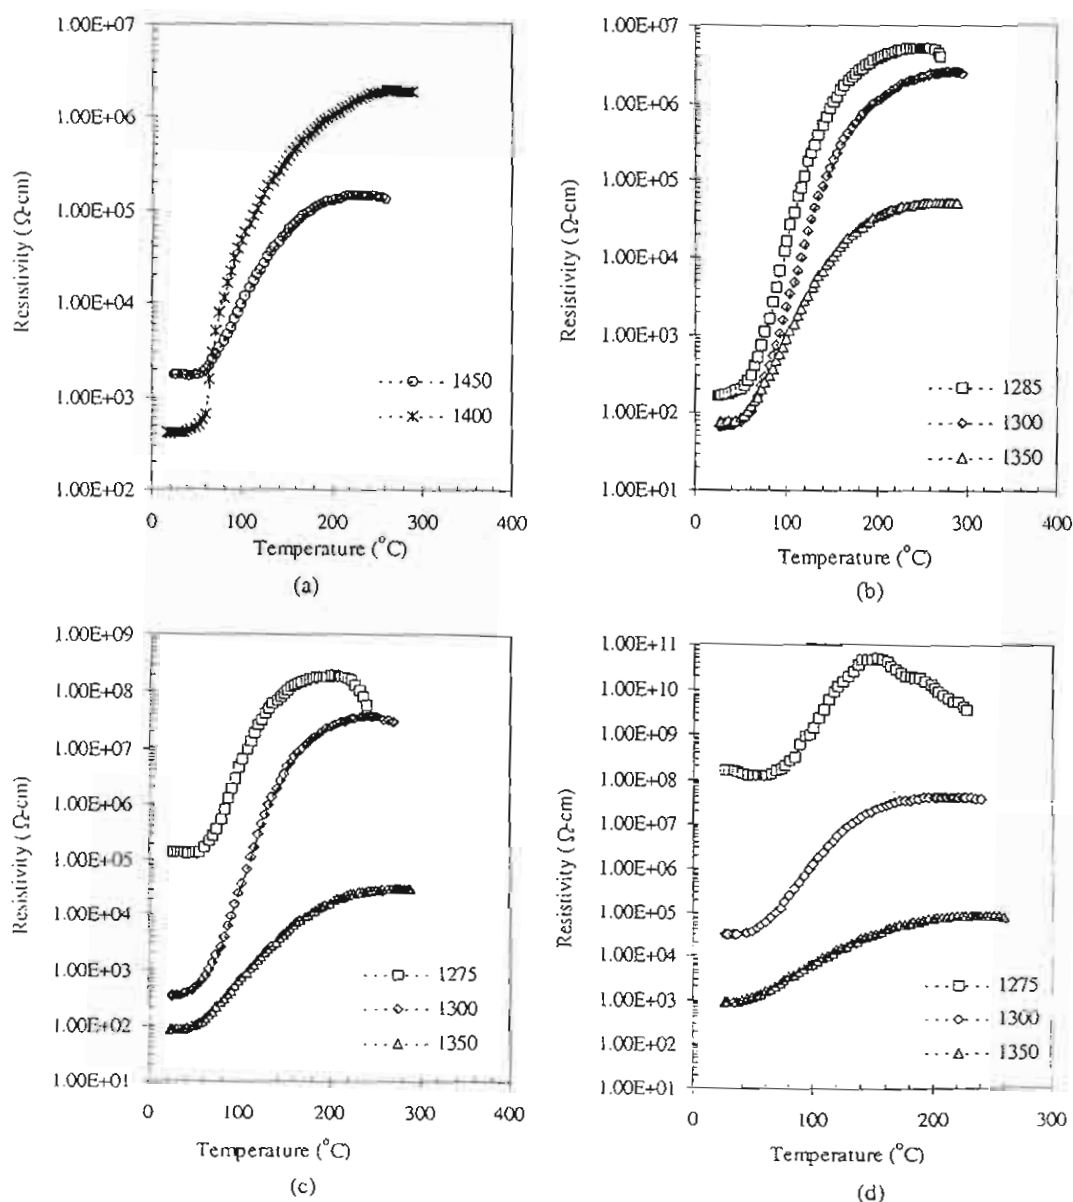 1.00E+07
1.00E+06
1.00E+05
1.00E+04
1.00E+03
1.00E+02
Resistivity (Ω-cm)
1450
1400
0 100 200 300 400
Temperature (°C)
(a)
1.00E+07
1.00E+06
1.00E+05
1.00E+04
1.00E+03
1.00E+02
1.00E+01
Resistivity (Ω-cm)
1285
1300
1350
0 100 200 300 400
Temperature (°C)
(b)
1.00E+09
1.00E+08
1.00E+07
1.00E+06
1.00E+05
1.00E+04
1.00E+03
1.00E+02
1.00E+01
Resistivity (Ω-cm)
1275
1300
1350
0 100 200 300 400
Temperature (°C)
(c)
1.00E+11
1.00E+10
1.00E+09
1.00E+08
1.00E+07
1.00E+06
1.00E+05
1.00E+04
1.00E+03
1.00E+02
1.00E+01
Resistivity (Ω-cm)
1275
1300
1350
0 100 200 300
Temperature (°C)
(d)